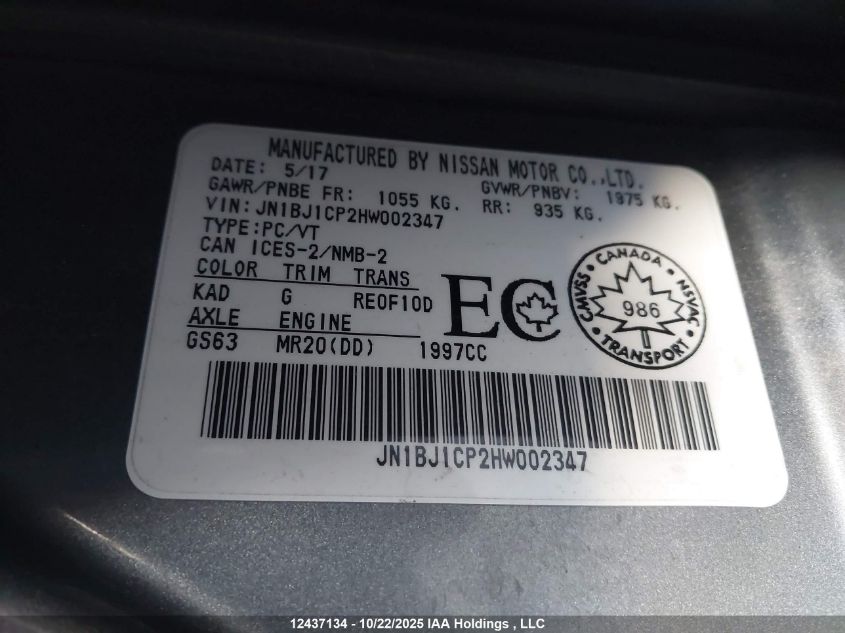 MANUFACTURED BY NISSAN MOTOR CO.,LTD.
DATE: 5/17
GAWR/PNBE FR: 1055 KG. GVWR/PNBV: 1975 KG.
VIN:JN1BJ1CP2HW002347 RR: 935 KG.
TYPE:PC/VT
CAN ICES-2/NMB-2
COLOR TRIM TRANS
KAD G RE0F10D
AXLE ENGINE
GS63 MR20(DD) 1997CC
EC
CANADA
CMVSS NSVAC
986
TRANSPORT
JN1BJ1CP2HW002347
12437134 - 10/22/2025 IAA Holdings , LLC